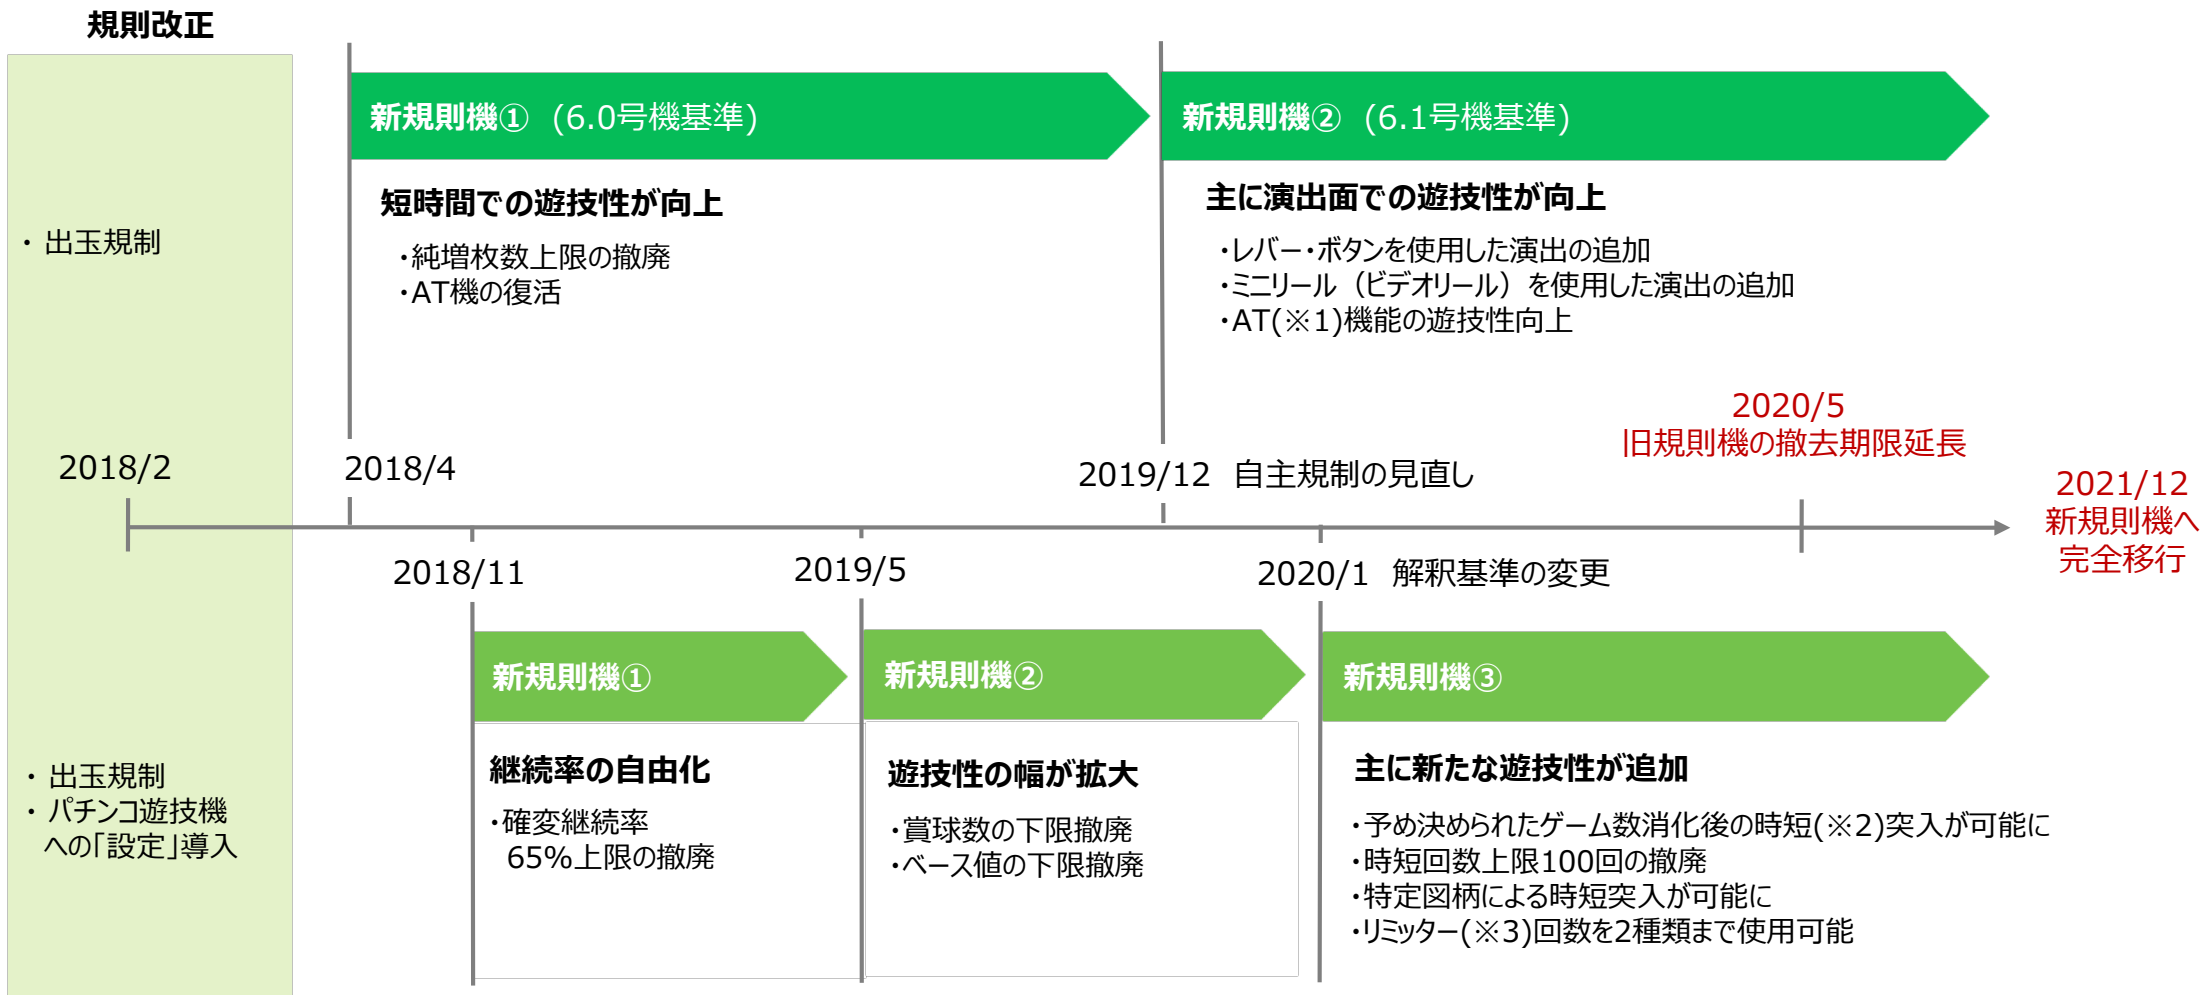 規則改正
新規則機① (6.0号機基準)
新規則機② (6.1号機基準)
短時間での遊技性が向上
・純増枚数上限の撤廃
・AT機の復活
主に演出面での遊技性が向上
・レバー・ボタンを使用した演出の追加
・ミニリール（ビデオリール）を使用した演出の追加
・AT(※1)機能の遊技性向上
・ 出玉規制
2020/5
旧規則機の撤去期限延長
2018/2
2018/4
2019/12 自主規制の見直し
2021/12
新規則機へ
完全移行
2018/11
2019/5
2020/1 解釈基準の変更
新規則機①
新規則機②
新規則機③
・ 出玉規制
・ パチンコ遊技機
への「設定」導入
継続率の自由化
・確変継続率
65%上限の撤廃
遊技性の幅が拡大
・賞球数の下限撤廃
・ベース値の下限撤廃
主に新たな遊技性が追加
・予め決められたゲーム数消化後の時短(※2)突入が可能に
・時短回数上限100回の撤廃
・特定図柄による時短突入が可能に
・リミッター(※3)回数を2種類まで使用可能